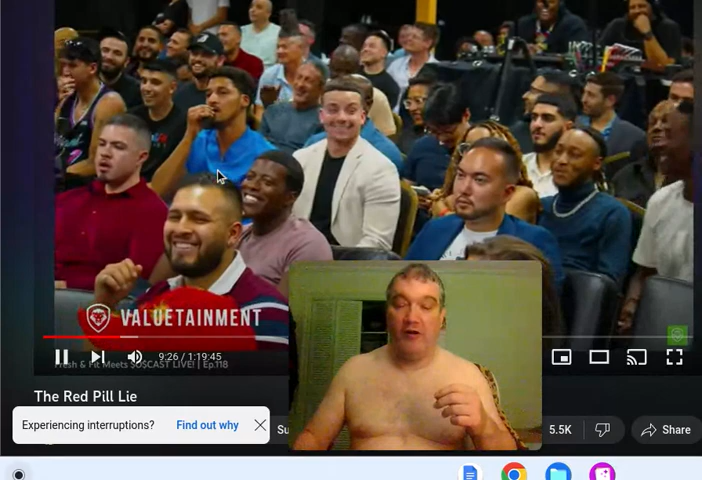 VALUETAINMENT
9:26 / 1:19:45
Fresh & Fit Meets $O$CAST LIVE! | Ep.118
The Red Pill Lie
Experiencing interruptions? Find out why
Su
5.5K
Share